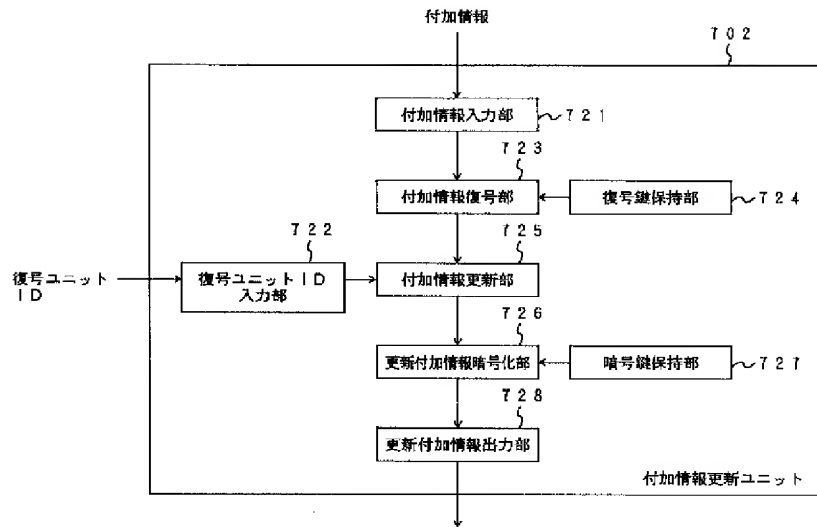 付加情報
702
付加情報入力部
721
723
付加情報復号部
復号鍵保持部
724
722
725
復号ユニット
ID
復号ユニットID
入力部
付加情報更新部
726
更新付加情報暗号化部
暗号鍵保持部
727
728
更新付加情報出力部
付加情報更新ユニット